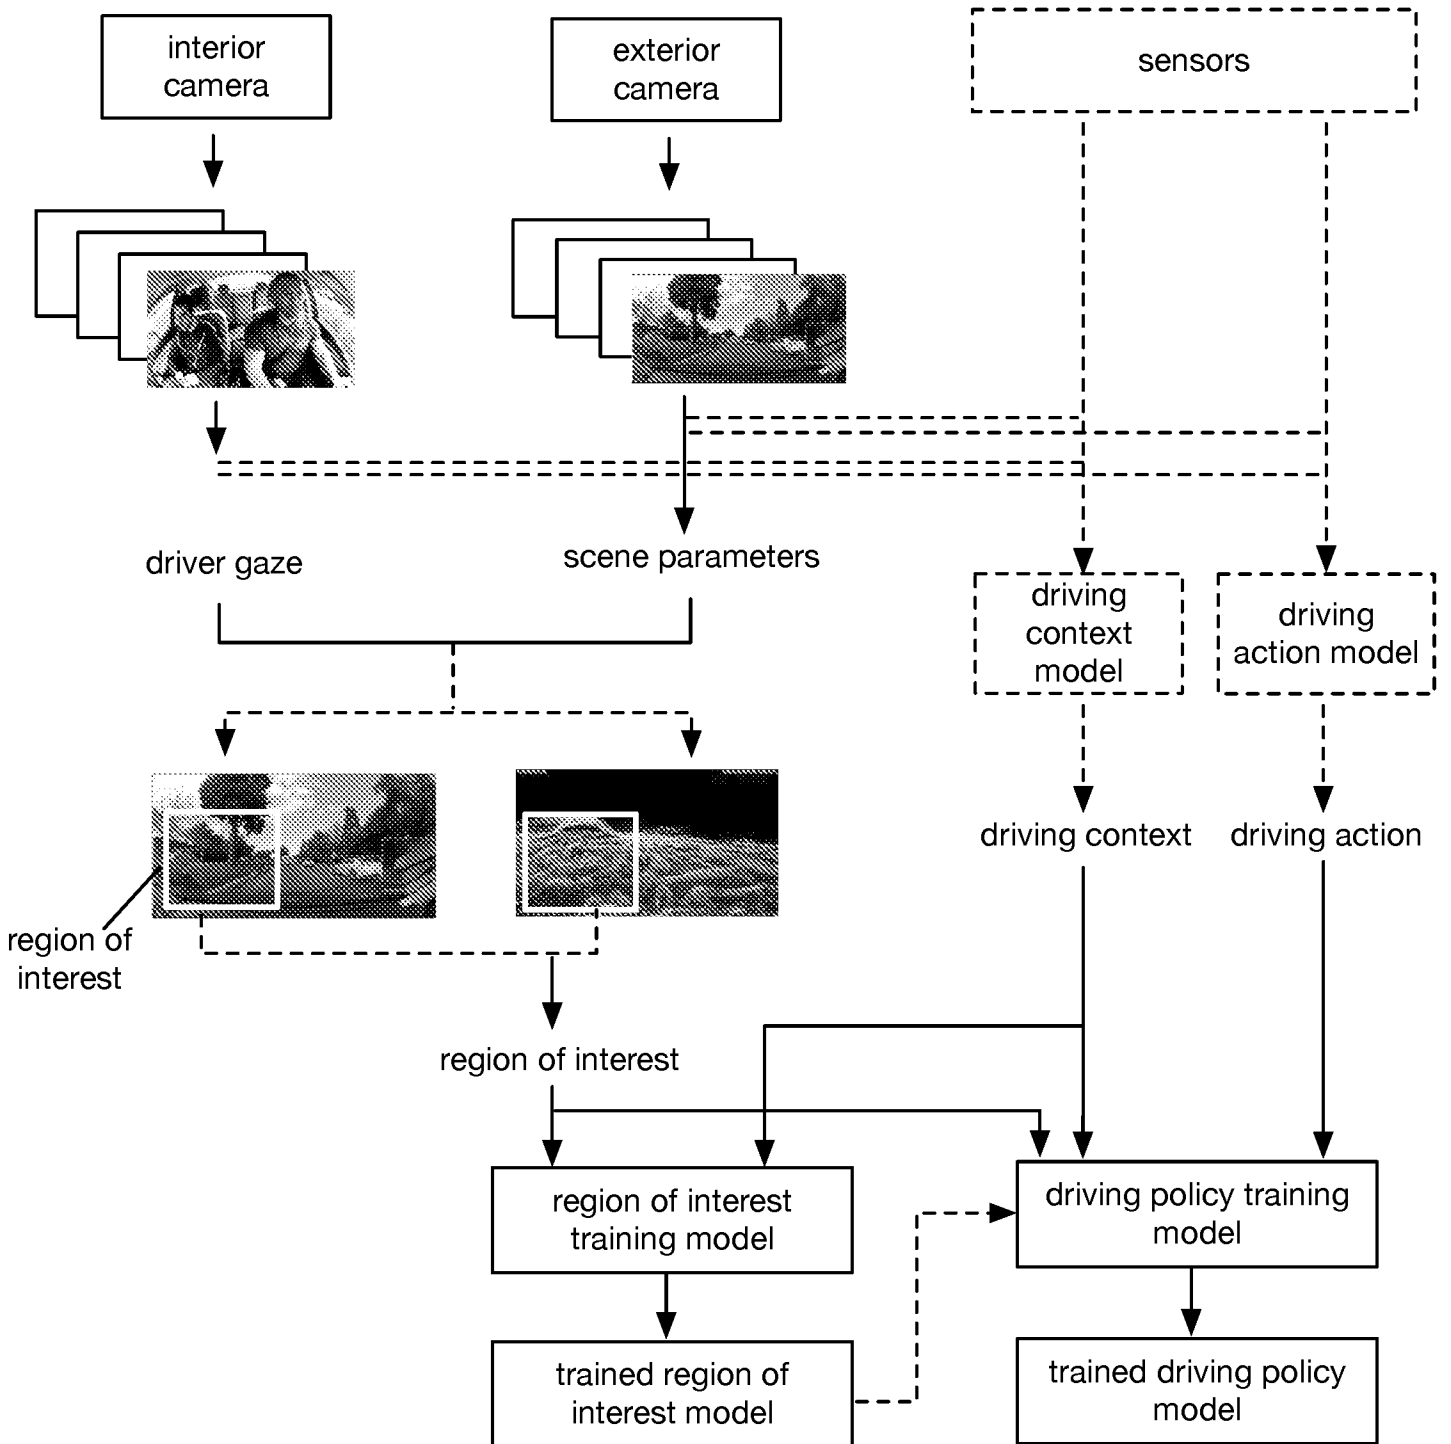 interior
camera
exterior
camera
sensors
driver gaze
scene parameters
driving
context
model
driving
action model
driving context
driving action
region of
interest
region of interest
region of interest
training model
driving policy training
model
trained region of
interest model
trained driving policy
model